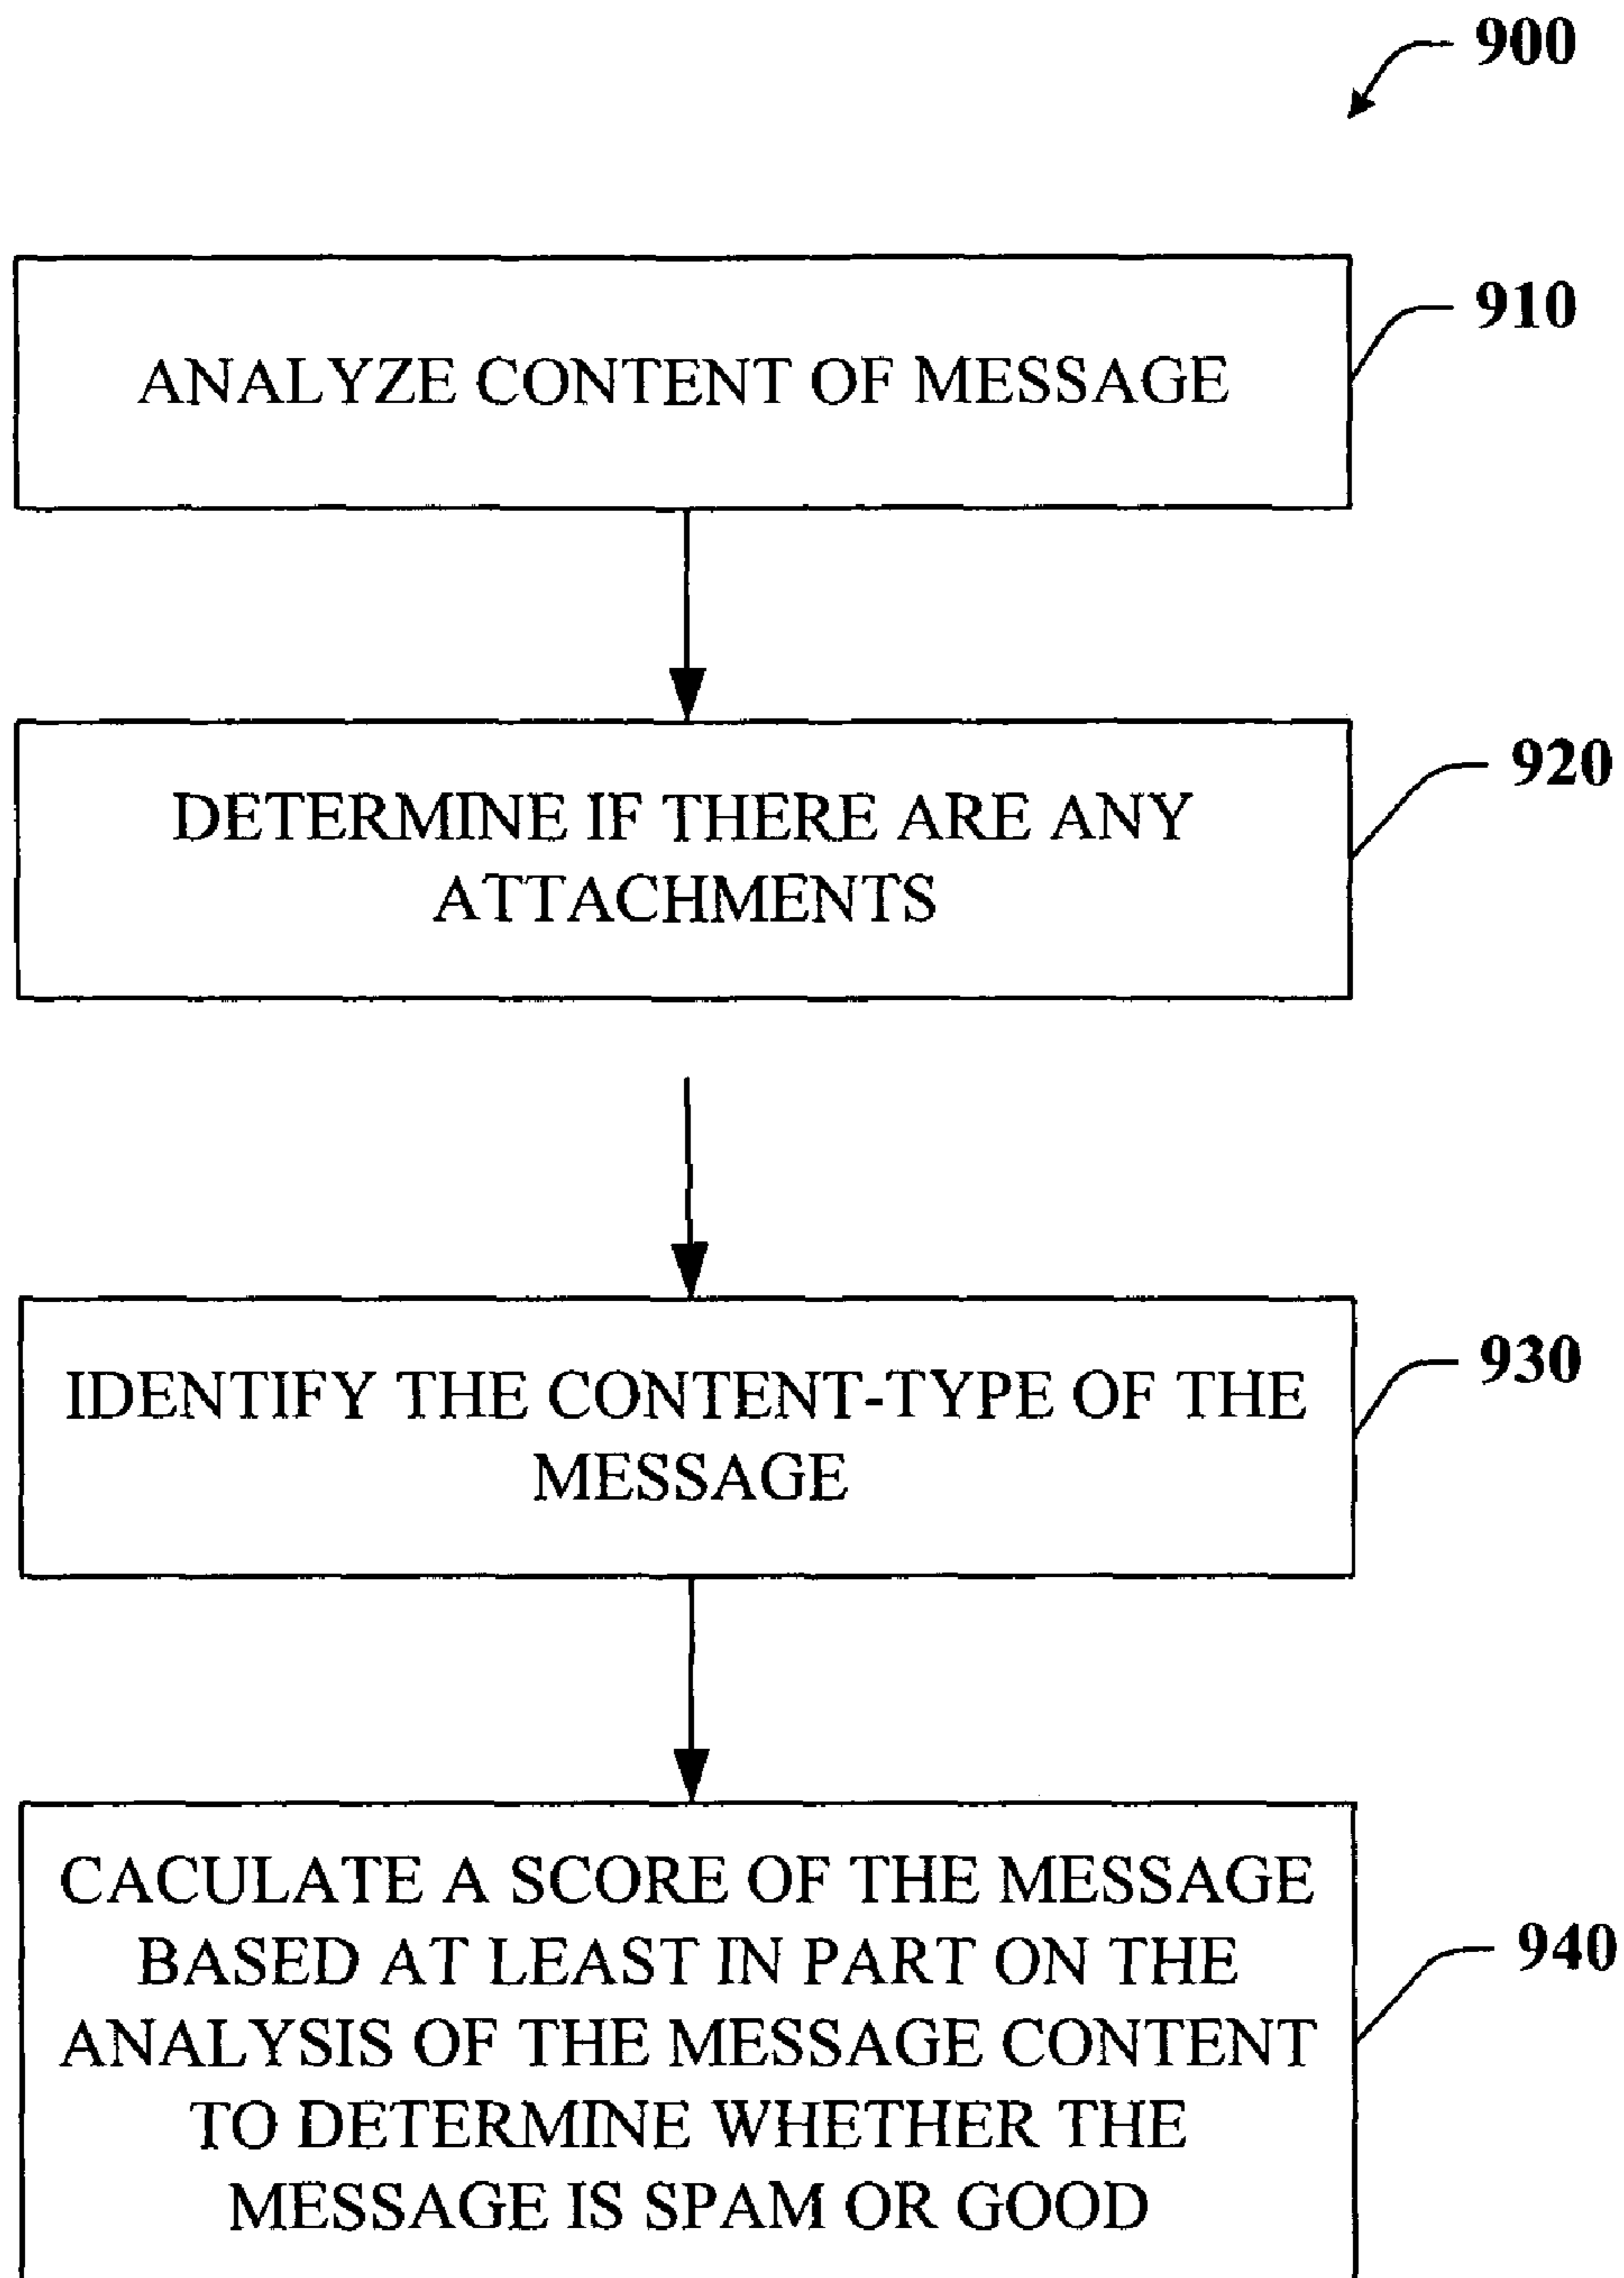 900
910
ANALYZE CONTENT OF MESSAGE
920
DETERMINE IF THERE ARE ANY
ATTACHMENTS
930
IDENTIFY THE CONTENT-TYPE OF THE
MESSAGE
CACULATE A SCORE OF THE MESSAGE
BASED AT LEAST IN PART ON THE
940
ANALYSIS OF THE MESSAGE CONTENT
TO DETERMINE WHETHER THE
MESSAGE IS SPAM OR GOOD